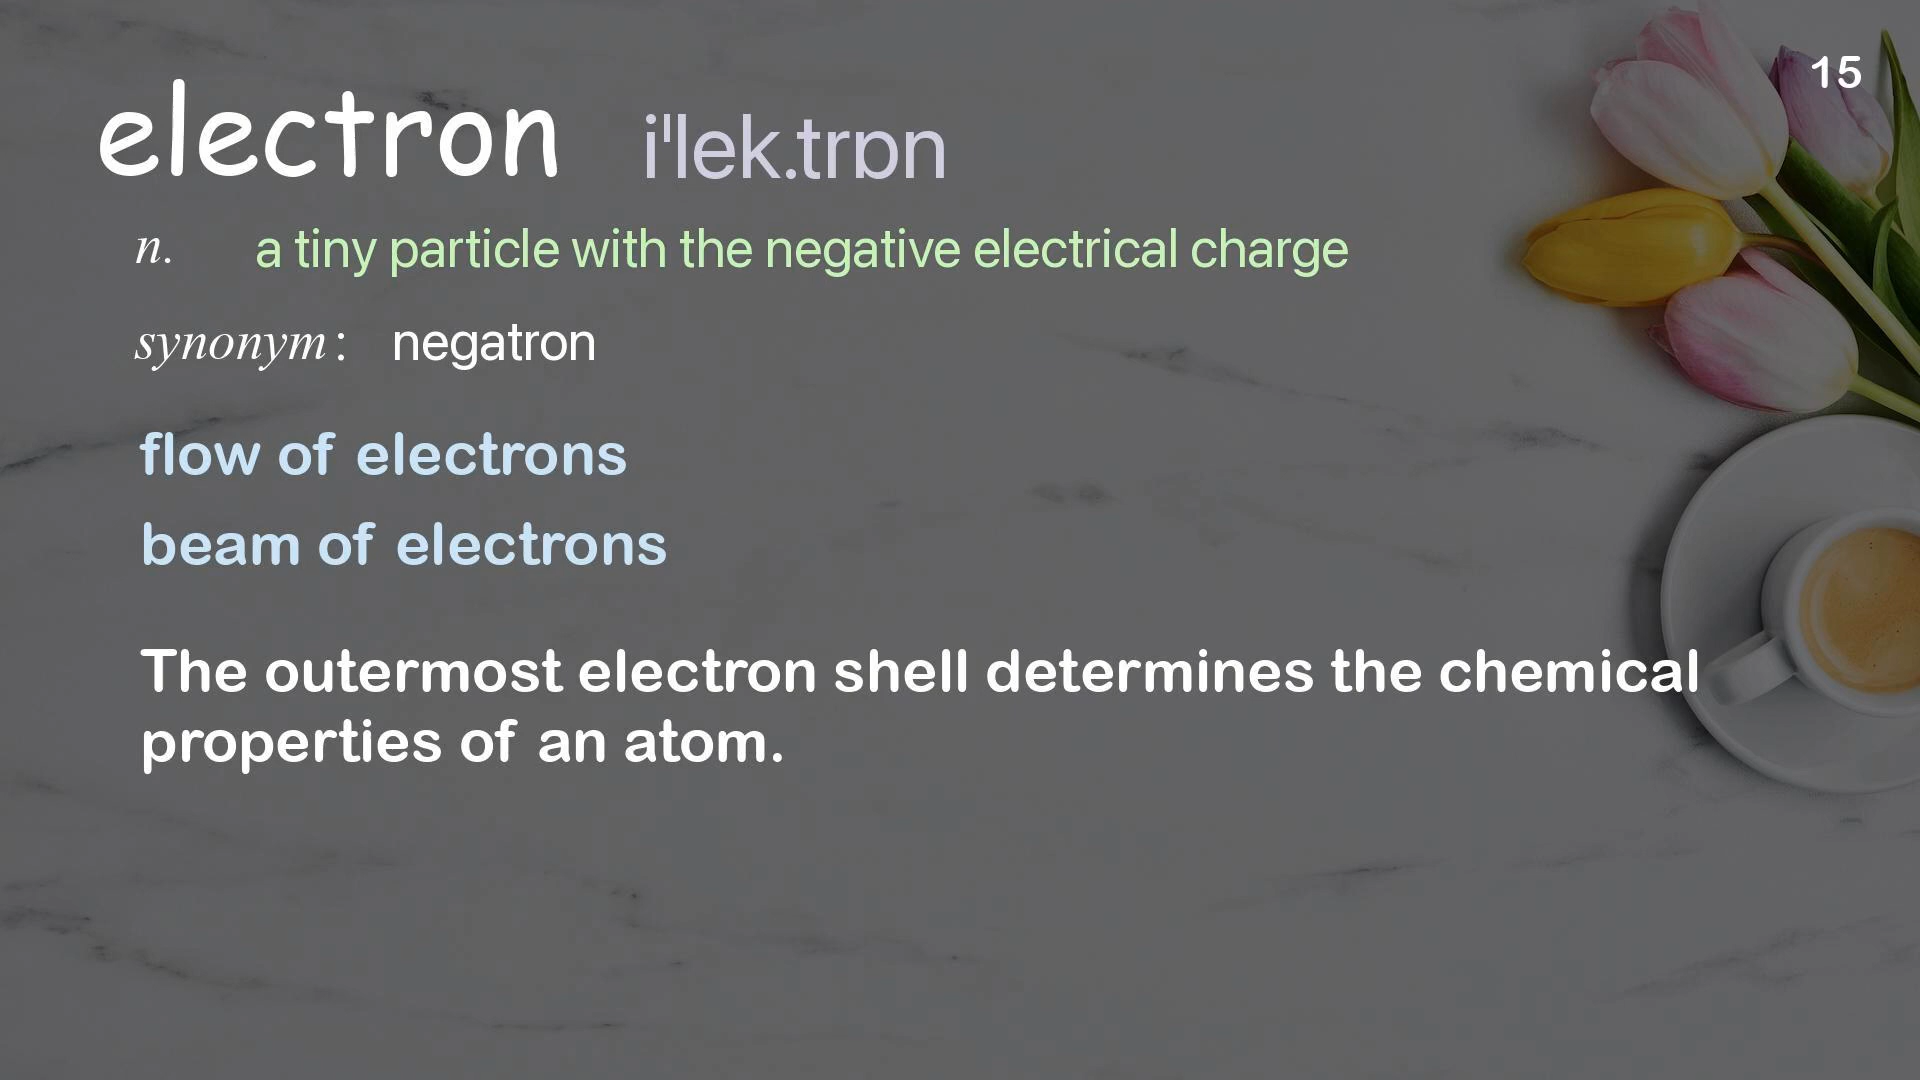 15
electron iˈlek.trɒn
n. a tiny particle with the negative electrical charge
synonym: negatron
flow of electrons
beam of electrons
The outermost electron shell determines the chemical
properties of an atom.